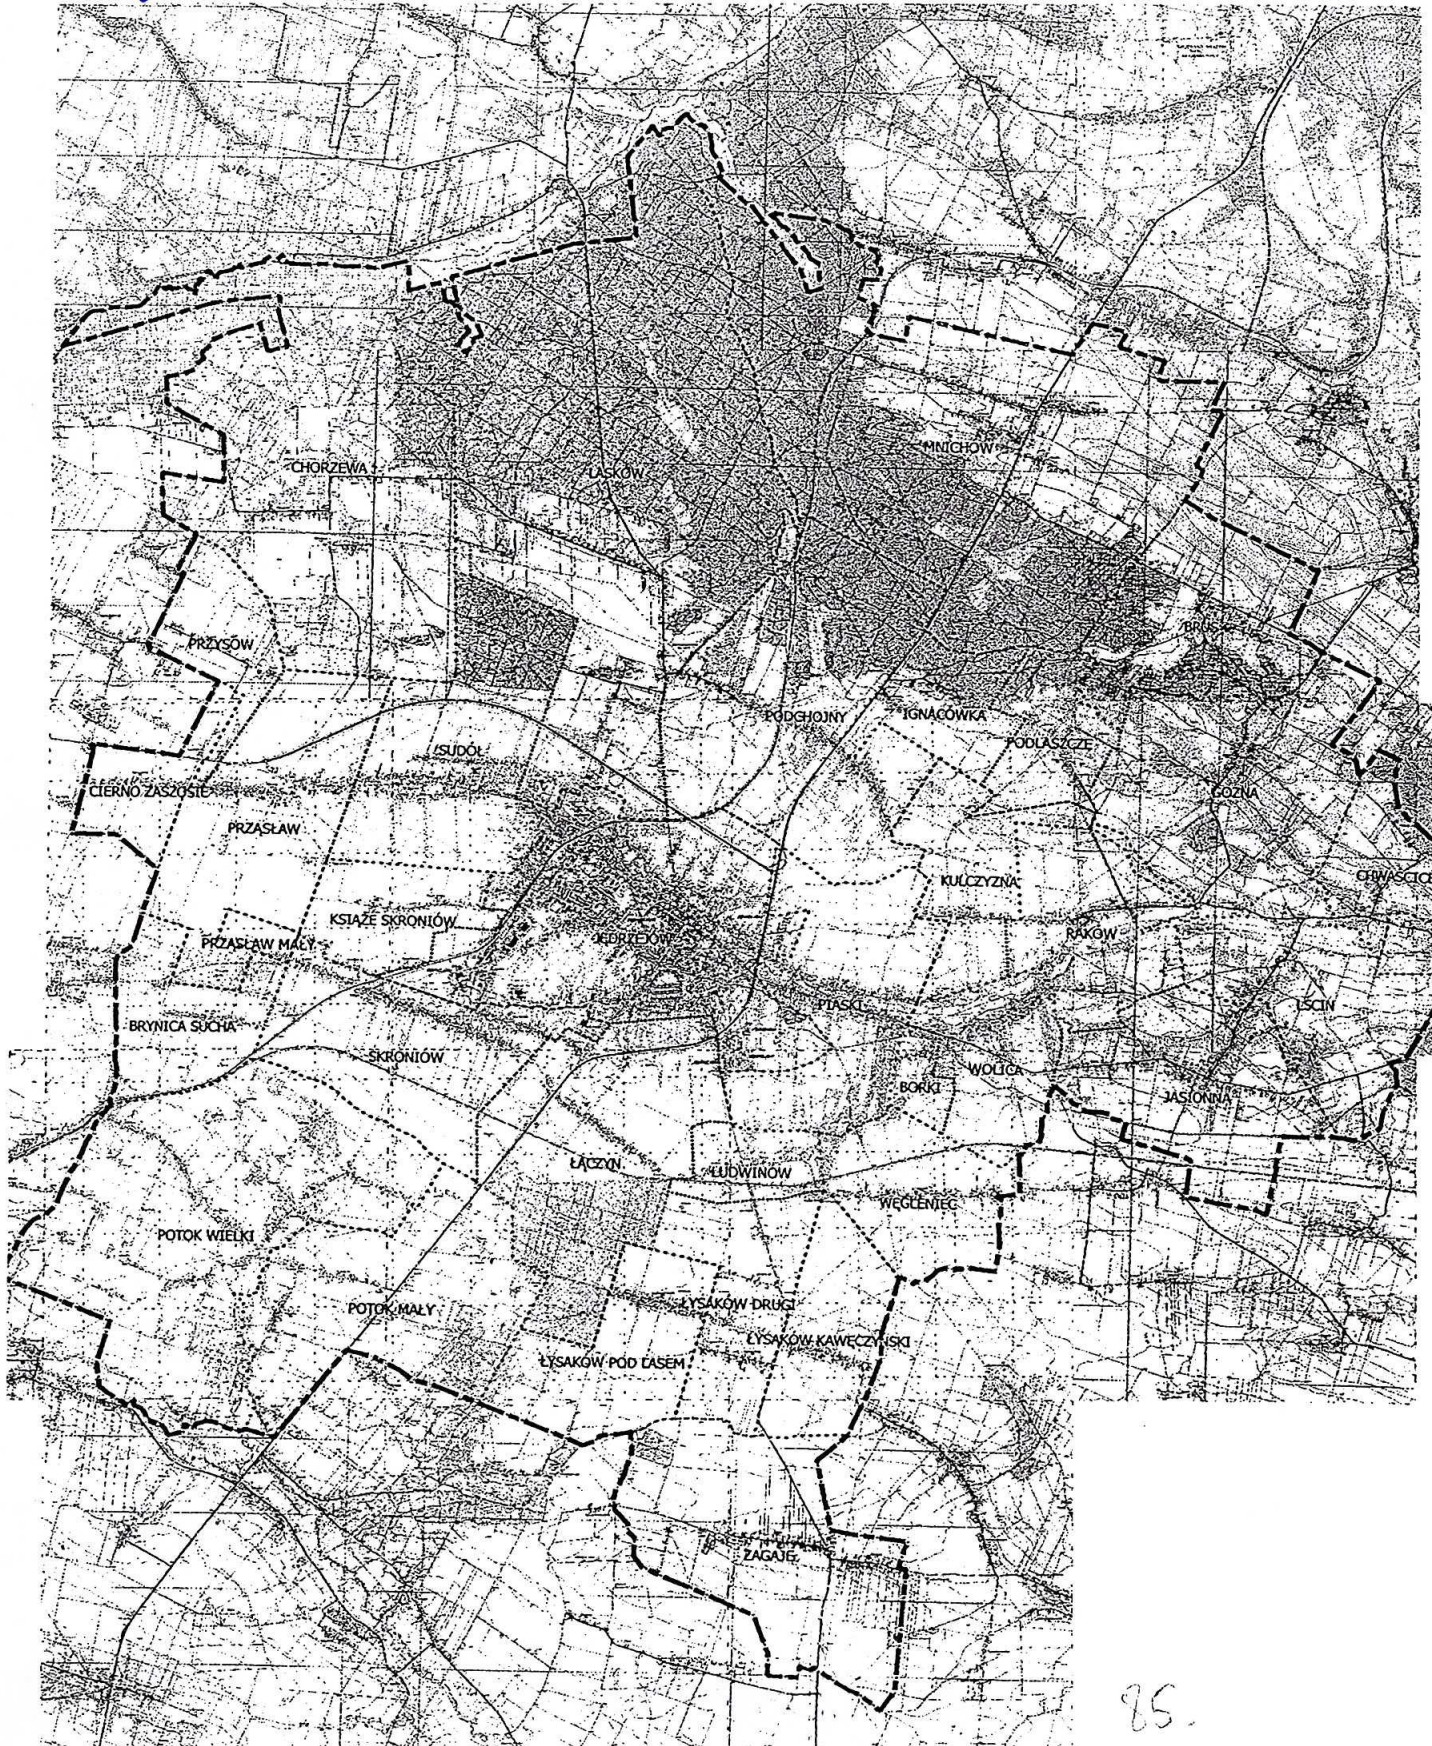 CHORZEWA
LASKÓW
MNICHÓW
PRZYSÓW
BRUS
PODCHOJNY
IGNACÓWKA
PODLASZCZE
SUDÓŁ
CIERNO ZASZOSIE
GOZNA
PRZĄSŁAW
KULCZYZNA
CHWAŚCICE
KSIĄŻE SKRONIÓW
PRZĄSŁAW MAŁY
JĘDRZEJÓW
RAKÓW
PIASKI
LŚCIN
BRYNICA SUCHA
SKRONIÓW
WOLICA
BORKI
JASIONNA
ŁĄCZYN
LUDWINÓW
WĘGLENIEC
POTOK WIELKI
POTOK MAŁY
ŁYSAKÓW DRUGI
ŁYSAKÓW KAWĘCZYŃSKI
ŁYSAKÓW POD LASEM
ZAGAJE
85.